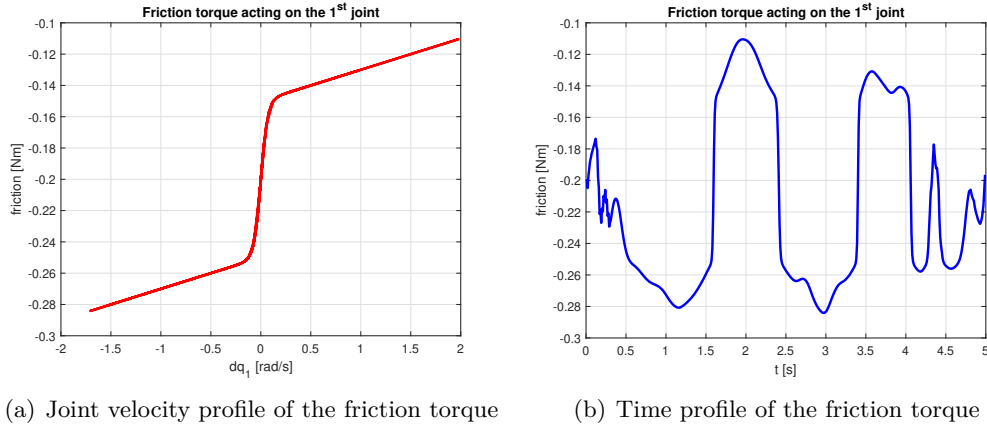 Friction torque acting on the 1st joint
-0.1
-0.12
-0.14
-0.16
-0.18
-0.2
-0.22
-0.24
-0.26
-0.28
-0.3
friction [Nm]
-2 -1.5 -1 -0.5 0 0.5 1 1.5 2
dq1 [rad/s]
(a) Joint velocity profile of the friction torque
Friction torque acting on the 1st joint
-0.1
-0.12
-0.14
-0.16
-0.18
-0.2
-0.22
-0.24
-0.26
-0.28
-0.3
friction [Nm]
0 0.5 1 1.5 2 2.5 3 3.5 4 4.5 5
t [s]
(b) Time profile of the friction torque